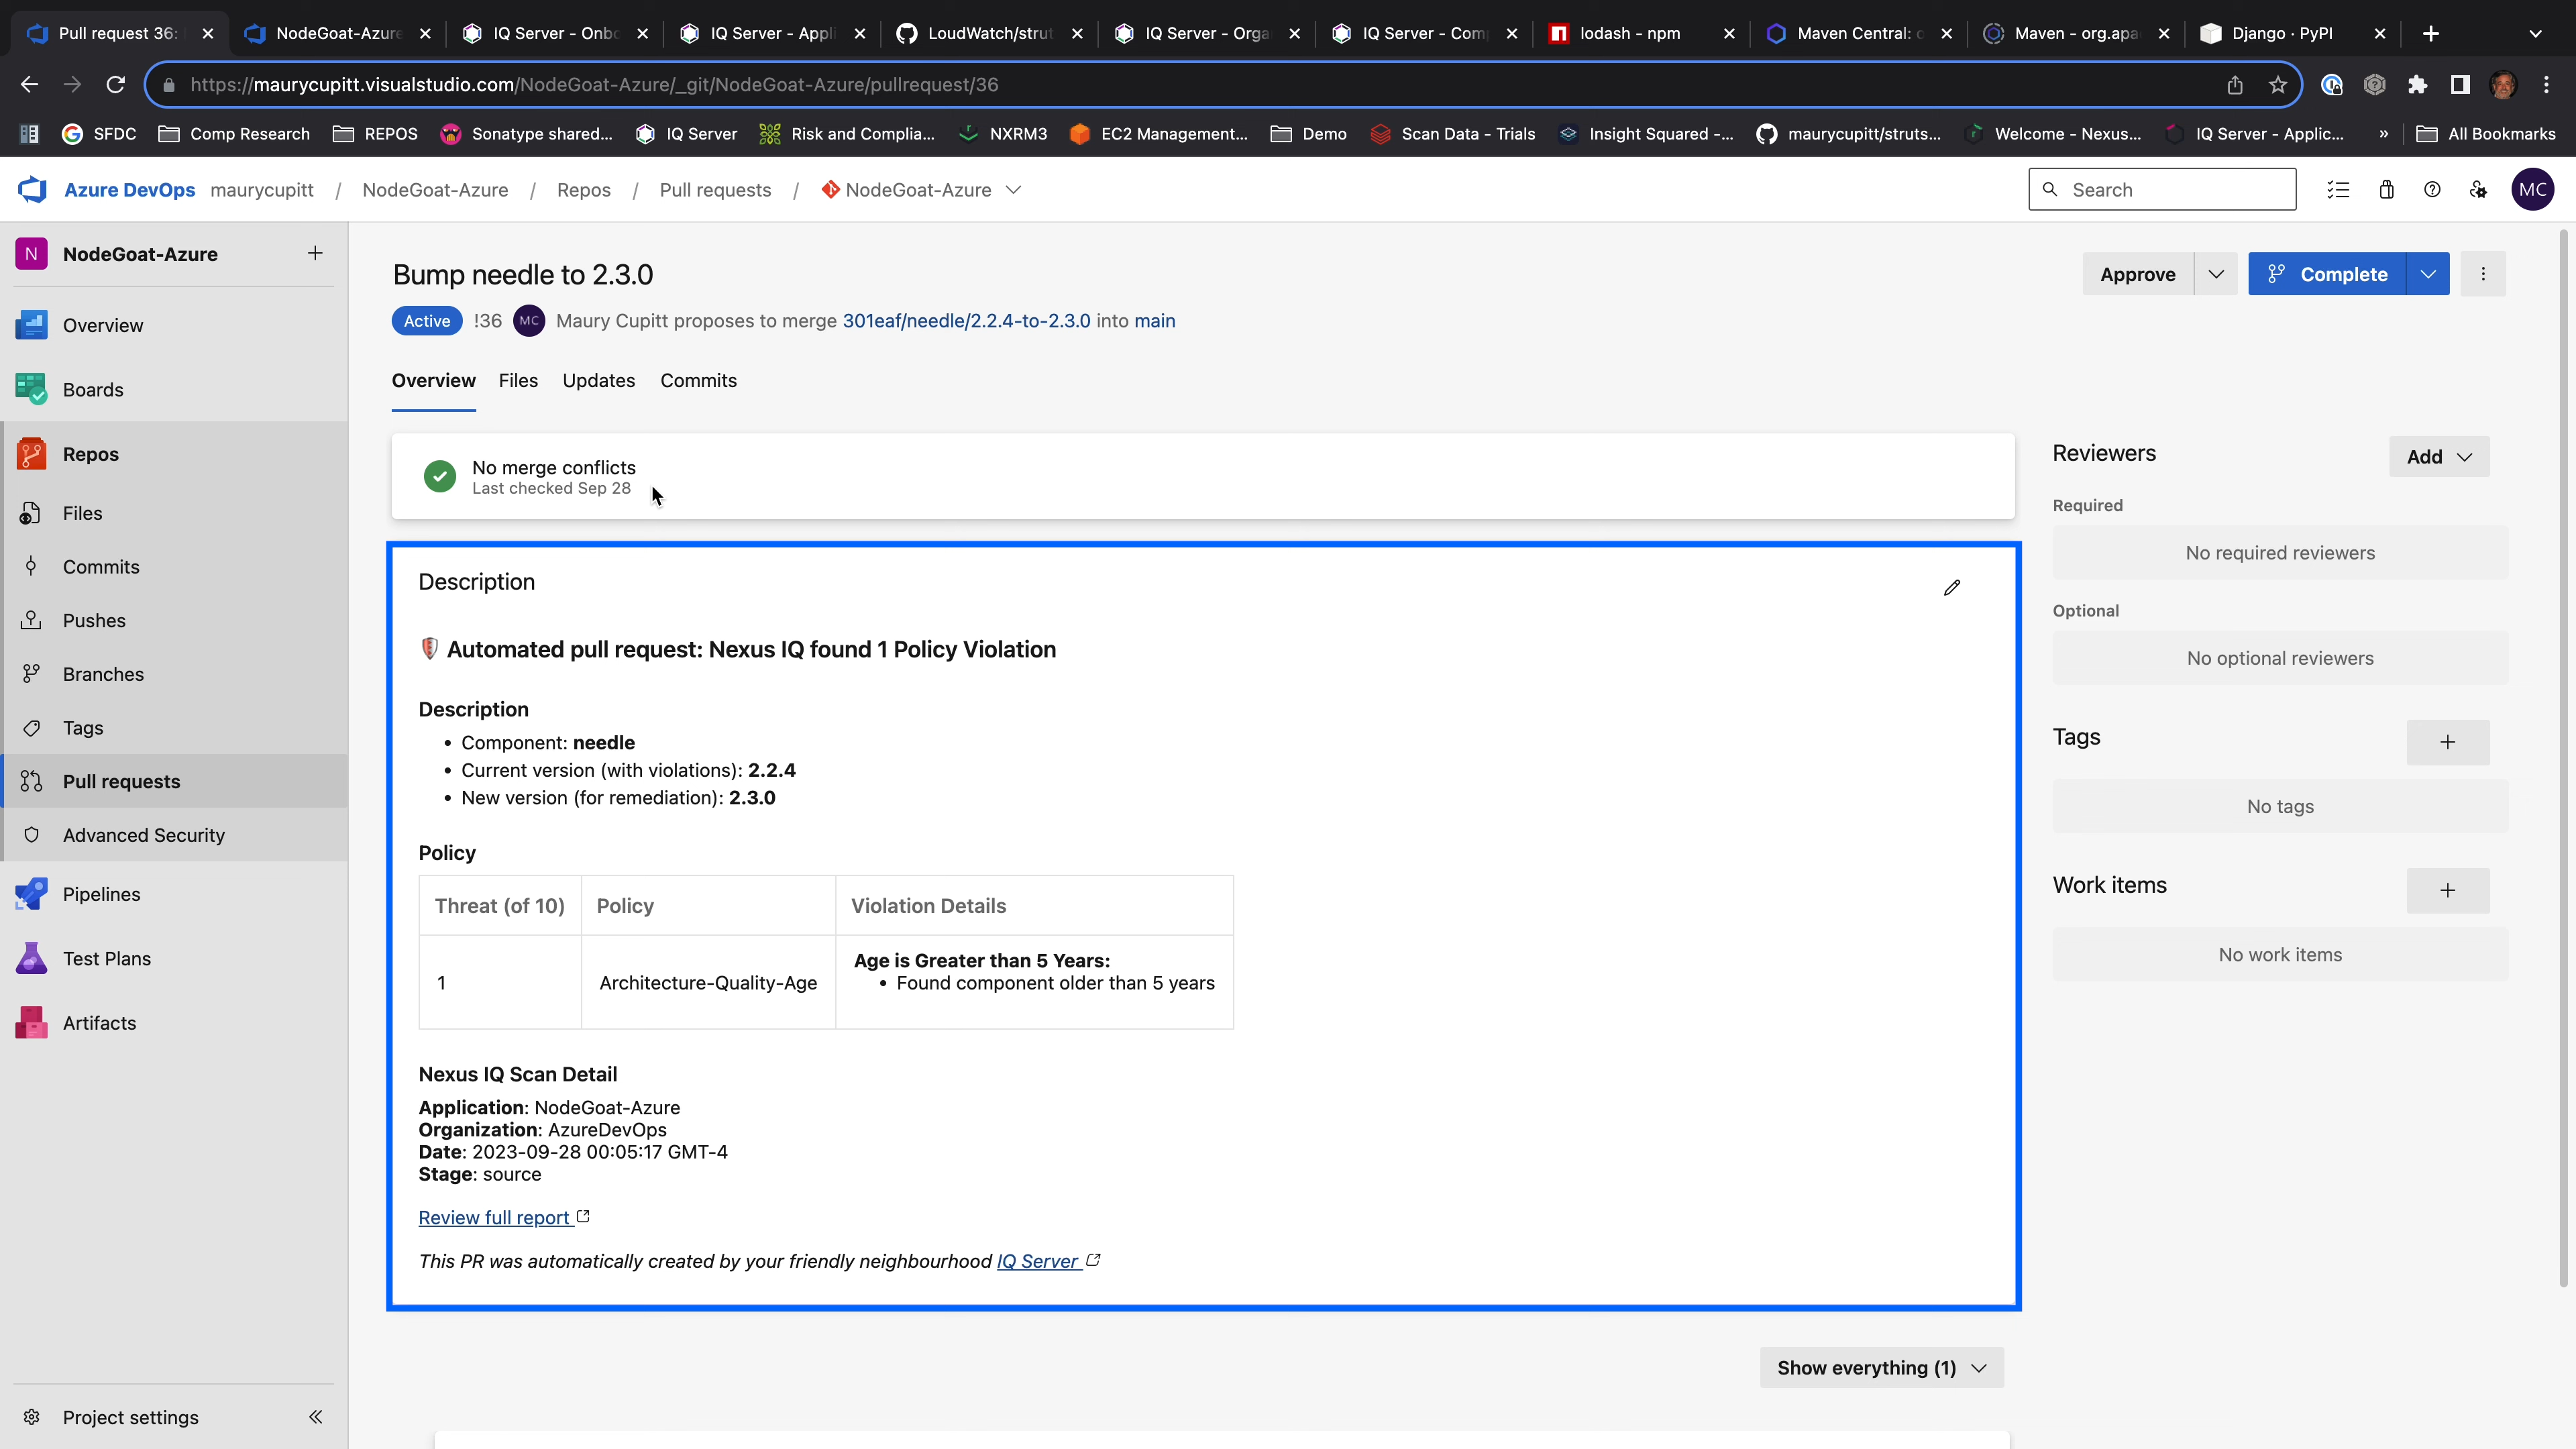 Pull request 36:
NodeGoat-Azure
IQ Server - Onbo
IQ Server - Appli
LoudWatch/strut
IQ Server - Orga
IQ Server - Com
lodash - npm
Maven Central: o
Maven - org.apa
Django · PyPI
https://maurycupitt.visualstudio.com/NodeGoat-Azure/_git/NodeGoat-Azure/pullrequest/36
SFDC
Comp Research
REPOS
Sonatype shared...
IQ Server
Risk and Complia...
NXRM3
EC2 Management...
Demo
Scan Data - Trials
Insight Squared -...
maurycupitt/struts...
Welcome - Nexus...
IQ Server - Applic...
»
All Bookmarks
Azure DevOps maurycupitt / NodeGoat-Azure / Repos / Pull requests / NodeGoat-Azure
Search
MC
N NodeGoat-Azure +
Overview
Boards
Repos
Files
Commits
Pushes
Branches
Tags
Pull requests
Advanced Security
Pipelines
Test Plans
Artifacts
Project settings
Bump needle to 2.3.0
Approve
Complete
Active !36 MC Maury Cupitt proposes to merge 301eaf/needle/2.2.4-to-2.3.0 into main
Overview Files Updates Commits
No merge conflicts
Last checked Sep 28
Description
Automated pull request: Nexus IQ found 1 Policy Violation
Description
• Component: needle
• Current version (with violations): 2.2.4
• New version (for remediation): 2.3.0
Policy
Threat (of 10) Policy Violation Details
1 Architecture-Quality-Age Age is Greater than 5 Years:
• Found component older than 5 years
Nexus IQ Scan Detail
Application: NodeGoat-Azure
Organization: AzureDevOps
Date: 2023-09-28 00:05:17 GMT-4
Stage: source
Review full report
This PR was automatically created by your friendly neighbourhood IQ Server
Show everything (1)
Reviewers
Add
Required
No required reviewers
Optional
No optional reviewers
Tags
+
No tags
Work items
+
No work items